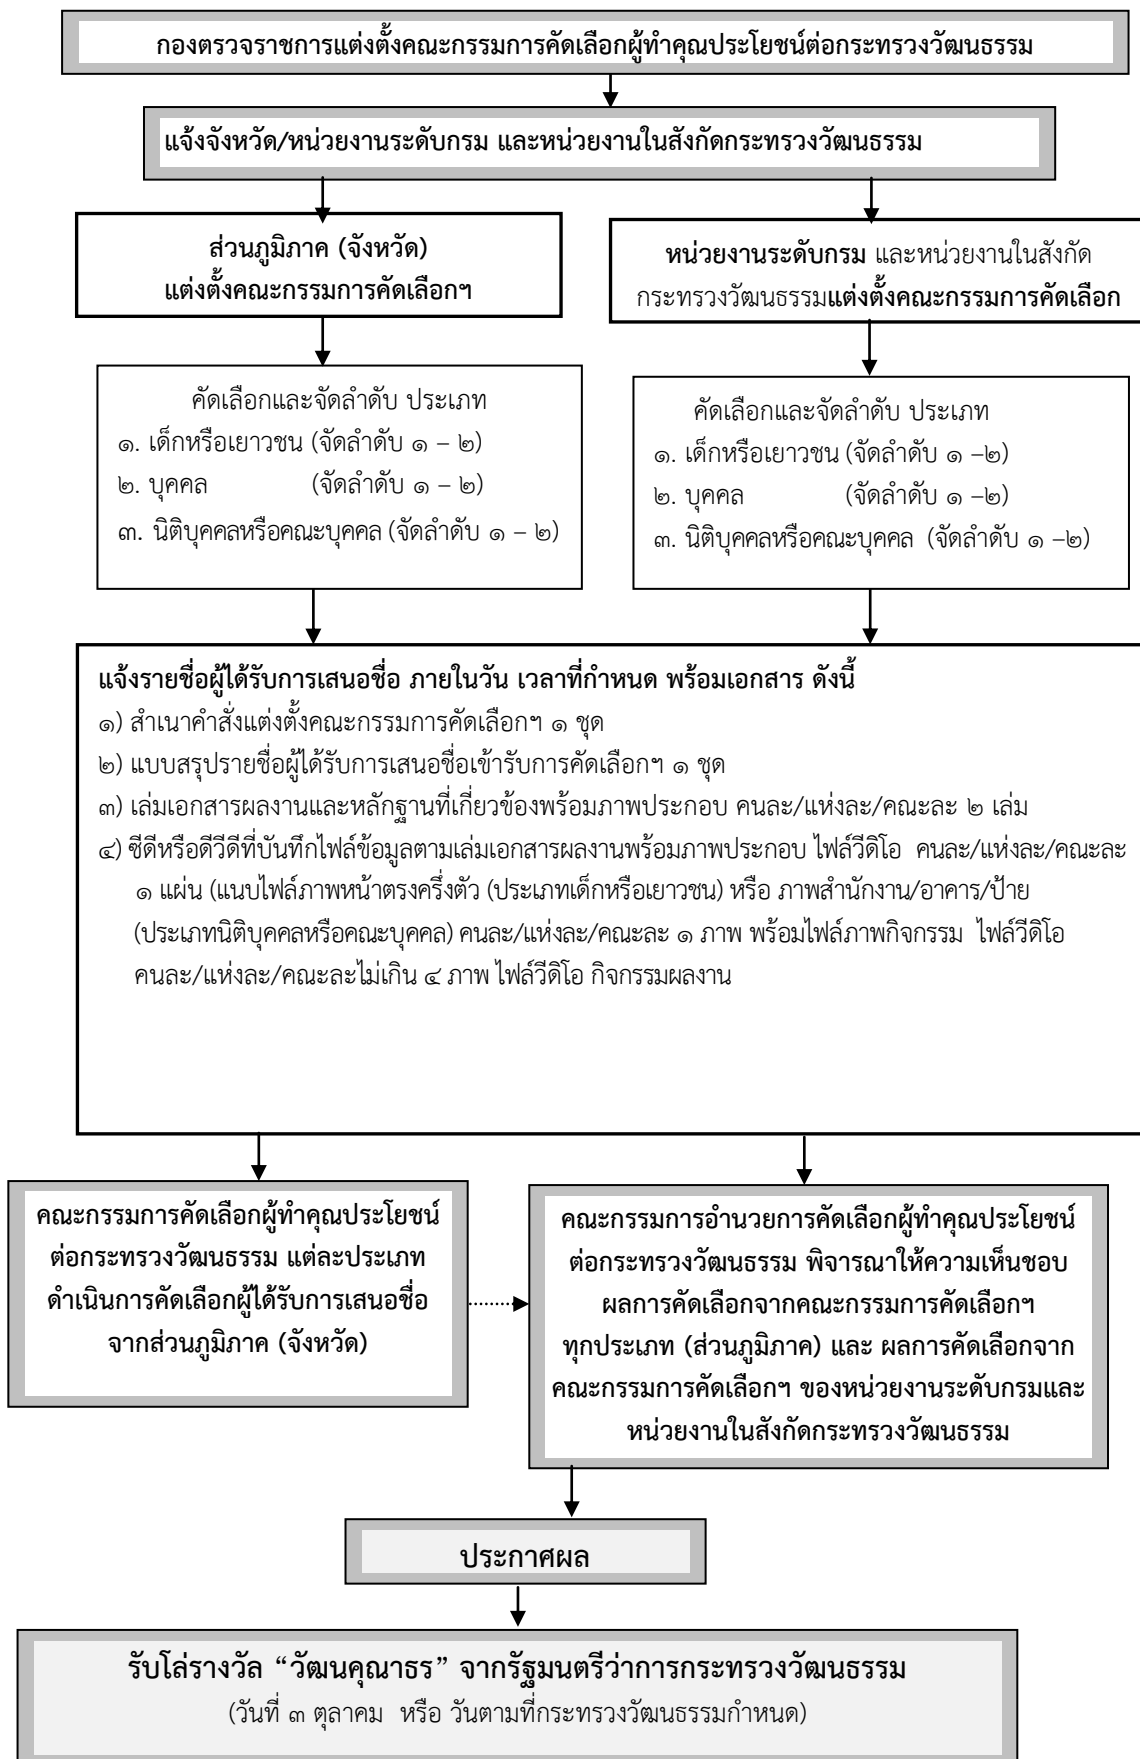 กองตรวจราชการแต่งตั้งคณะกรรมการคัดเลือกผู้ทำคุณประโยชน์ต่อกระทรวงวัฒนธรรม
แจ้งจังหวัด/หน่วยงานระดับกรม และหน่วยงานในสังกัดกระทรวงวัฒนธรรม
ส่วนภูมิภาค (จังหวัด)
แต่งตั้งคณะกรรมการคัดเลือกฯ
หน่วยงานระดับกรม และหน่วยงานในสังกัด
กระทรวงวัฒนธรรมแต่งตั้งคณะกรรมการคัดเลือก
คัดเลือกและจัดลำดับ ประเภท
๑. เด็กหรือเยาวชน (จัดลำดับ ๑ – ๒)
๒. บุคคล (จัดลำดับ ๑ – ๒)
๓. นิติบุคคลหรือคณะบุคคล (จัดลำดับ ๑ – ๒)
คัดเลือกและจัดลำดับ ประเภท
๑. เด็กหรือเยาวชน (จัดลำดับ ๑ –๒)
๒. บุคคล (จัดลำดับ ๑ –๒)
๓. นิติบุคคลหรือคณะบุคคล (จัดลำดับ ๑ –๒)
แจ้งรายชื่อผู้ได้รับการเสนอชื่อ ภายในวัน เวลาที่กำหนด พร้อมเอกสาร ดังนี้
๑) สำเนาคำสั่งแต่งตั้งคณะกรรมการคัดเลือกฯ ๑ ชุด
๒) แบบสรุปรายชื่อผู้ได้รับการเสนอชื่อเข้ารับการคัดเลือกฯ ๑ ชุด
๓) เล่มเอกสารผลงานและหลักฐานที่เกี่ยวข้องพร้อมภาพประกอบ คนละ/แห่งละ/คณะละ ๒ เล่ม
๔) ซีดีหรือดีวีดีที่บันทึกไฟล์ข้อมูลตามเล่มเอกสารผลงานพร้อมภาพประกอบ ไฟล์วีดิโอ คนละ/แห่งละ/คณะละ
๑ แผ่น (แนบไฟล์ภาพหน้าตรงครึ่งตัว (ประเภทเด็กหรือเยาวชน) หรือ ภาพสำนักงาน/อาคาร/ป้าย
(ประเภทนิติบุคคลหรือคณะบุคคล) คนละ/แห่งละ/คณะละ ๑ ภาพ พร้อมไฟล์ภาพกิจกรรม ไฟล์วีดิโอ
คนละ/แห่งละ/คณะละไม่เกิน ๔ ภาพ ไฟล์วีดิโอ กิจกรรมผลงาน
คณะกรรมการคัดเลือกผู้ทำคุณประโยชน์
ต่อกระทรวงวัฒนธรรม แต่ละประเภท
ดำเนินการคัดเลือกผู้ได้รับการเสนอชื่อ
จากส่วนภูมิภาค (จังหวัด)
คณะกรรมการอำนวยการคัดเลือกผู้ทำคุณประโยชน์
ต่อกระทรวงวัฒนธรรม พิจารณาให้ความเห็นชอบ
ผลการคัดเลือกจากคณะกรรมการคัดเลือกฯ
ทุกประเภท (ส่วนภูมิภาค) และ ผลการคัดเลือกจาก
คณะกรรมการคัดเลือกฯ ของหน่วยงานระดับกรมและ
หน่วยงานในสังกัดกระทรวงวัฒนธรรม
ประกาศผล
รับโล่รางวัล “วัฒนคุณาธร” จากรัฐมนตรีว่าการกระทรวงวัฒนธรรม
(วันที่ ๓ ตุลาคม หรือ วันตามที่กระทรวงวัฒนธรรมกำหนด)